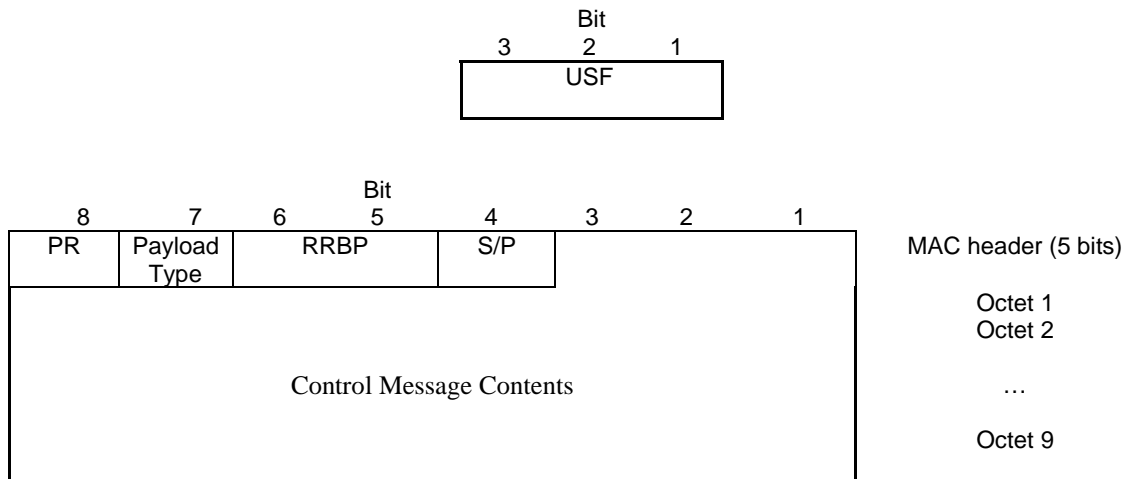 Bit
3 2 1
USF
Bit
8 7 6 5 4 3 2 1
PR Payload Type RRBP S/P MAC header (5 bits)
Octet 1
Octet 2
Control Message Contents …
Octet 9